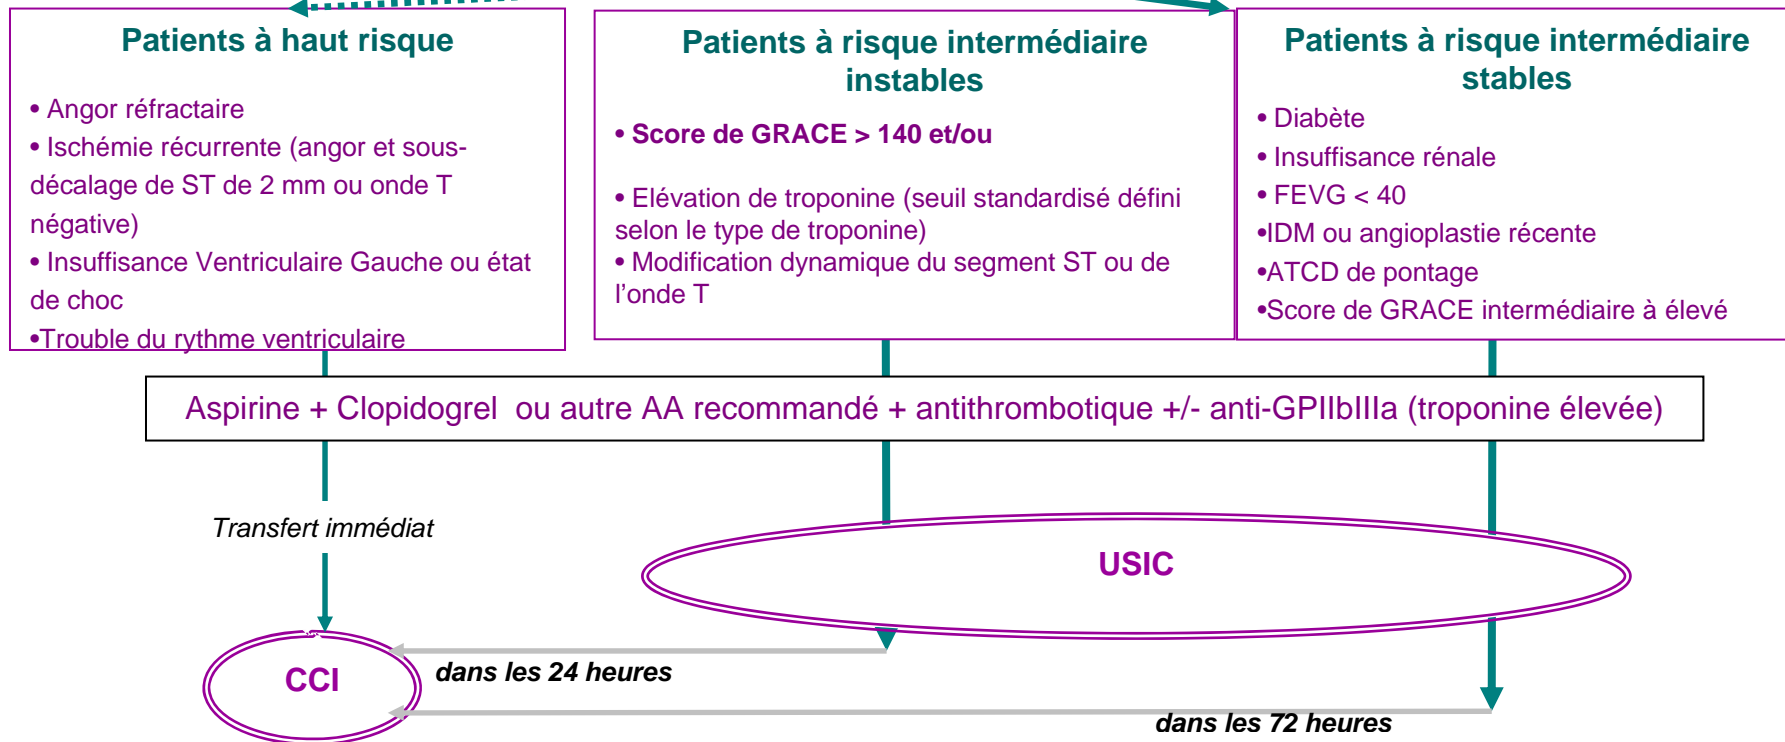 Patients à haut risque
• Angor réfractaire
• Ischémie récurrente (angor et sous-
décalage de ST de 2 mm ou onde T
négative)
• Insuffisance Ventriculaire Gauche ou état
de choc
•Trouble du rythme ventriculaire
Patients à risque intermédiaire
instables
• Score de GRACE > 140 et/ou
• Elévation de troponine (seuil standardisé défini
selon le type de troponine)
• Modification dynamique du segment ST ou de
l’onde T
Patients à risque intermédiaire
stables
• Diabète
• Insuffisance rénale
• FEVG < 40
•IDM ou angioplastie récente
•ATCD de pontage
•Score de GRACE intermédiaire à élevé
Aspirine + Clopidogrel ou autre AA recommandé + antithrombotique +/- anti-GPIIbIIIa (troponine élevée)
Transfert immédiat
USIC
CCI
dans les 24 heures
dans les 72 heures